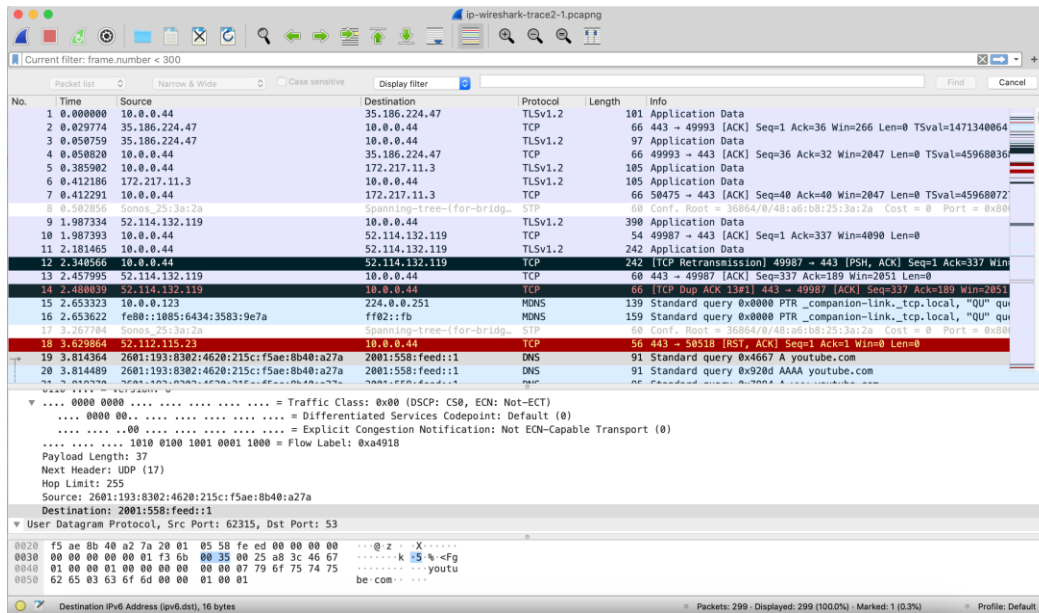 ip-wireshark-trace2-1.pcapng
Current filter: frame.number < 300
Packet list Narrow & Wide Case sensitive Display filter Find Cancel
No. Time Source Destination Protocol Length Info
1 0.000000 10.0.0.44 35.186.224.47 TLSv1.2 101 Application Data
2 0.029774 35.186.224.47 10.0.0.44 TCP 66 443 → 49993 [ACK] Seq=1 Ack=36 Win=266 Len=0 TSval=1471340064
3 0.050759 35.186.224.47 10.0.0.44 TLSv1.2 97 Application Data
4 0.050820 10.0.0.44 35.186.224.47 TCP 66 49993 → 443 [ACK] Seq=36 Ack=32 Win=2047 Len=0 TSval=45968036
5 0.385902 10.0.0.44 172.217.11.3 TLSv1.2 105 Application Data
6 0.412186 172.217.11.3 10.0.0.44 TLSv1.2 105 Application Data
7 0.412291 10.0.0.44 172.217.11.3 TCP 66 50475 → 443 [ACK] Seq=40 Ack=40 Win=2047 Len=0 TSval=45968072
8 0.502856 Sonos_25:3a:2a Spanning-tree-(for-bridg… STP 60 Conf. Root = 36864/0/48:a6:b8:25:3a:2a Cost = 0 Port = 0x80
9 1.987334 52.114.132.119 10.0.0.44 TLSv1.2 390 Application Data
10 1.987393 10.0.0.44 52.114.132.119 TCP 54 49987 → 443 [ACK] Seq=1 Ack=337 Win=4090 Len=0
11 2.181465 10.0.0.44 52.114.132.119 TLSv1.2 242 Application Data
12 2.340566 10.0.0.44 52.114.132.119 TCP 242 [TCP Retransmission] 49987 → 443 [PSH, ACK] Seq=1 Ack=337 Win
13 2.457995 52.114.132.119 10.0.0.44 TCP 60 443 → 49987 [ACK] Seq=337 Ack=189 Win=2051 Len=0
14 2.480039 52.114.132.119 10.0.0.44 TCP 66 [TCP Dup ACK 13#1] 443 → 49987 [ACK] Seq=337 Ack=189 Win=2051
15 2.653323 10.0.0.123 224.0.0.251 MDNS 139 Standard query 0x0000 PTR _companion-link._tcp.local, "QU" que
16 2.653622 fe80::1085:6434:3583:9e7a ff02::fb MDNS 159 Standard query 0x0000 PTR _companion-link._tcp.local, "QU" que
17 3.267704 Sonos_25:3a:2a Spanning-tree-(for-bridg… STP 60 Conf. Root = 36864/0/48:a6:b8:25:3a:2a Cost = 0 Port = 0x80
18 3.629864 52.112.115.23 10.0.0.44 TCP 56 443 → 50518 [RST, ACK] Seq=1 Ack=1 Win=0 Len=0
19 3.814364 2601:193:8302:4620:215c:f5ae:8b40:a27a 2001:558:feed::1 DNS 91 Standard query 0x4667 A youtube.com
20 3.814489 2601:193:8302:4620:215c:f5ae:8b40:a27a 2001:558:feed::1 DNS 91 Standard query 0x920d AAAA youtube.com
.... 0000 0000 .... .... .... .... .... = Traffic Class: 0x00 (DSCP: CS0, ECN: Not-ECT)
.... 0000 00.. .... .... .... .... .... = Differentiated Services Codepoint: Default (0)
.... .... ..00 .... .... .... .... .... = Explicit Congestion Notification: Not ECN-Capable Transport (0)
.... .... .... 1010 0100 1001 0001 1000 = Flow Label: 0xa4918
Payload Length: 37
Next Header: UDP (17)
Hop Limit: 255
Source: 2601:193:8302:4620:215c:f5ae:8b40:a27a
Destination: 2001:558:feed::1
User Datagram Protocol, Src Port: 62315, Dst Port: 53
0020 f5 ae 8b 40 a2 7a 20 01 05 58 fe ed 00 00 00 00 ···@·z · ·X······
0030 00 00 00 00 00 01 f3 6b 00 35 00 25 a8 3c 46 67 ·······k ·5·%·<Fg
0040 01 00 00 01 00 00 00 00 00 00 07 79 6f 75 74 75 ········ ···youtu
0050 62 65 03 63 6f 6d 00 00 01 00 01 be·com·· ···
Destination IPv6 Address (ipv6.dst), 16 bytes Packets: 299 · Displayed: 299 (100.0%) · Marked: 1 (0.3%) Profile: Default